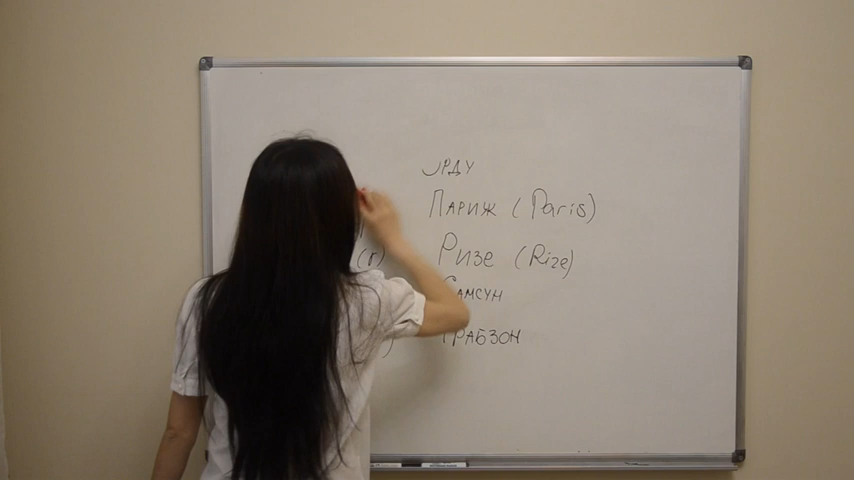 ОРДУ
ПАРИЖ (Paris)
(r) РИЗЕ (Rize)
САМСУН
) ТРАБЗОН